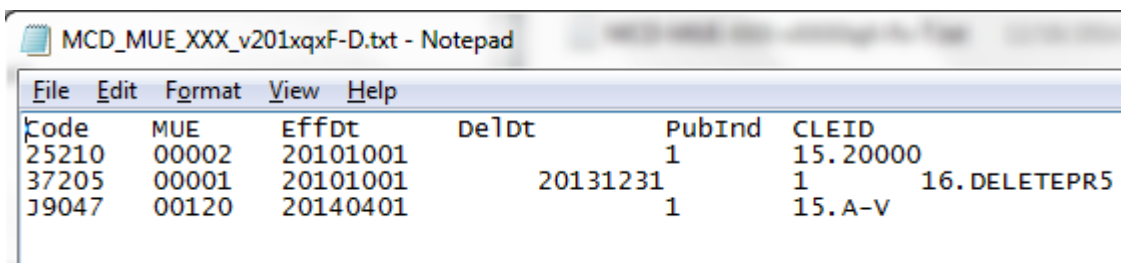 MCD_MUE_XXX_v201xqxF-D.txt - Notepad
File Edit Format View Help
Code MUE EffDt DelDt PubInd CLEID
25210 00002 20101001 1 15.20000
37205 00001 20101001 20131231 1 16.DELETEPR5
J9047 00120 20140401 1 15.A-V